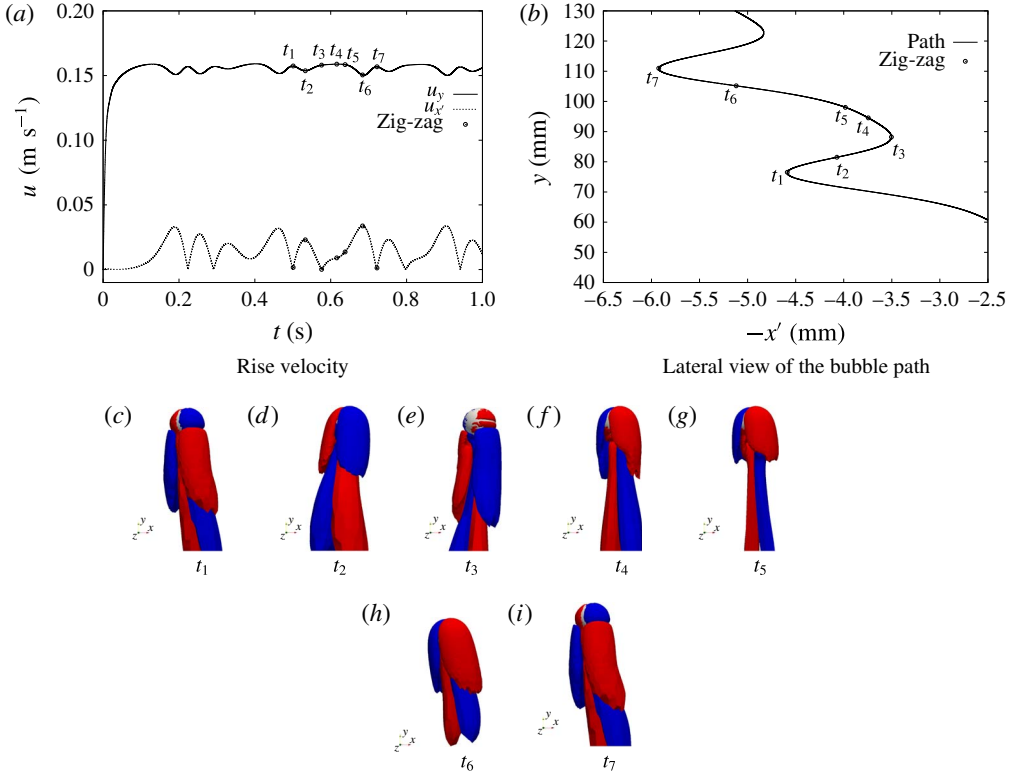 (a)
0.20
0.15
0.10
0.05
0
u (m s⁻¹)
t₁ t₂ t₃ t₄ t₅ t₆ t₇
u_y
u_x′
Zig-zag
0 0.2 0.4 0.6 0.8 1.0
t (s)
Rise velocity
(b)
130
120
110
100
90
80
70
60
50
40
y (mm)
Path
Zig-zag
t₇
t₆
t₅
t₄
t₃
t₂
t₁
−6.5 −6.0 −5.5 −5.0 −4.5 −4.0 −3.5 −3.0 −2.5
−x′ (mm)
Lateral view of the bubble path
(c) (d) (e) (f) (g)
y x z y x z y x z y x z y x z
t₁ t₂ t₃ t₄ t₅
(h) (i)
y x z y x z
t₆ t₇